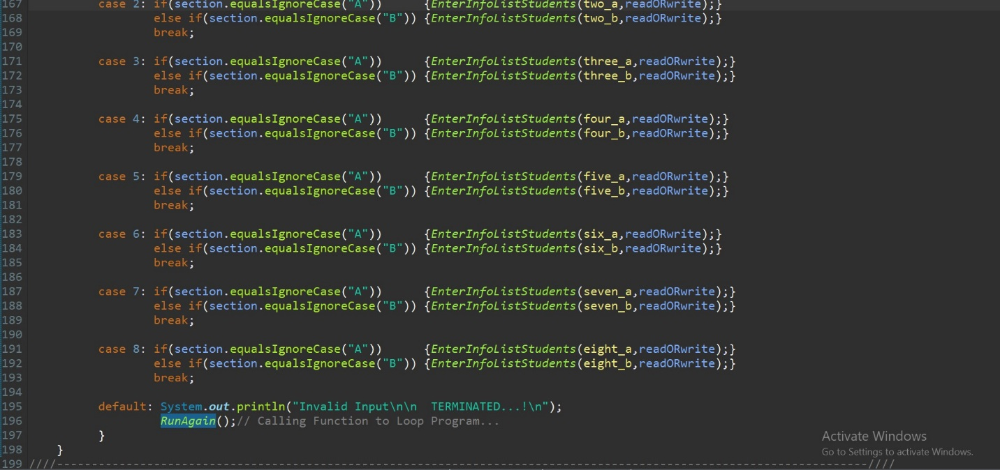 167 case 2: if(section.equalsIgnoreCase("A")) {EnterInfoListStudents(two_a,readORwrite);}
168 else if(section.equalsIgnoreCase("B")) {EnterInfoListStudents(two_b,readORwrite);}
169 break;
170
171 case 3: if(section.equalsIgnoreCase("A")) {EnterInfoListStudents(three_a,readORwrite);}
172 else if(section.equalsIgnoreCase("B")) {EnterInfoListStudents(three_b,readORwrite);}
173 break;
174
175 case 4: if(section.equalsIgnoreCase("A")) {EnterInfoListStudents(four_a,readORwrite);}
176 else if(section.equalsIgnoreCase("B")) {EnterInfoListStudents(four_b,readORwrite);}
177 break;
178
179 case 5: if(section.equalsIgnoreCase("A")) {EnterInfoListStudents(five_a,readORwrite);}
180 else if(section.equalsIgnoreCase("B")) {EnterInfoListStudents(five_b,readORwrite);}
181 break;
182
183 case 6: if(section.equalsIgnoreCase("A")) {EnterInfoListStudents(six_a,readORwrite);}
184 else if(section.equalsIgnoreCase("B")) {EnterInfoListStudents(six_b,readORwrite);}
185 break;
186
187 case 7: if(section.equalsIgnoreCase("A")) {EnterInfoListStudents(seven_a,readORwrite);}
188 else if(section.equalsIgnoreCase("B")) {EnterInfoListStudents(seven_b,readORwrite);}
189 break;
190
191 case 8: if(section.equalsIgnoreCase("A")) {EnterInfoListStudents(eight_a,readORwrite);}
192 else if(section.equalsIgnoreCase("B")) {EnterInfoListStudents(eight_b,readORwrite);}
193 break;
194
195 default: System.out.println("Invalid Input\n\n  TERMINATED...!\n");
196 RunAgain();// Calling Function to Loop Program...
197 }
198 }
199 ////---------------------------------------------------------------------------------------------------------------------////
Activate Windows
Go to Settings to activate Windows.